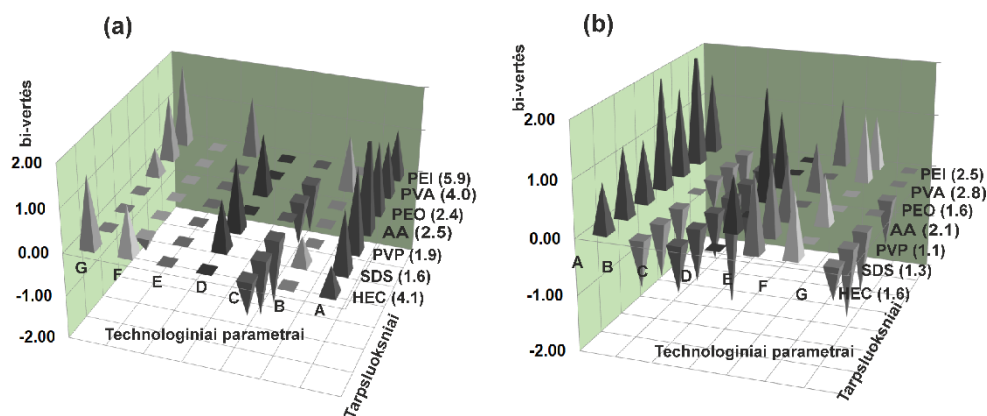 (a)
bi-vertės
2.00
1.00
0.00
-1.00
-2.00
G
F
E
D
C
B
A
Technologiniai parametrai
PEI (5.9)
PVA (4.0)
PEO (2.4)
AA (2.5)
PVP (1.9)
SDS (1.6)
HEC (4.1)
Tarpsluoksniai
(b)
bi-vertės
2.00
1.00
0.00
-1.00
-2.00
A
B
C
D
E
F
G
Technologiniai parametrai
PEI (2.5)
PVA (2.8)
PEO (1.6)
AA (2.1)
PVP (1.1)
SDS (1.3)
HEC (1.6)
Tarpsluoksniai